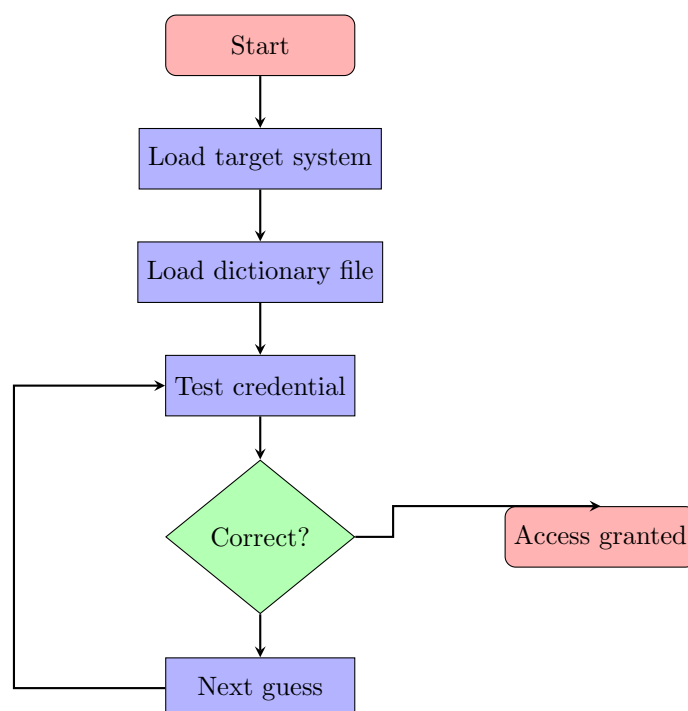 Start
Load target system
Load dictionary file
Test credential
Correct?
Access granted
Next guess